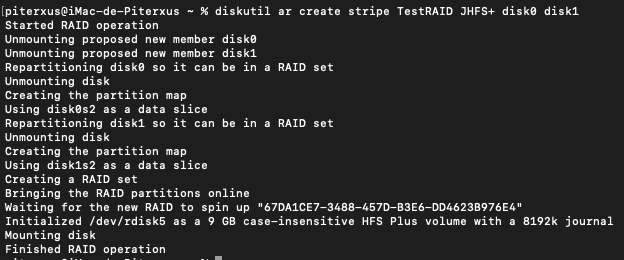 [piterxus@iMac-de-Piterxus ~ % diskutil ar create stripe TestRAID JHFS+ disk0 disk1
Started RAID operation
Unmounting proposed new member disk0
Unmounting proposed new member disk1
Repartitioning disk0 so it can be in a RAID set
Unmounting disk
Creating the partition map
Using disk0s2 as a data slice
Repartitioning disk1 so it can be in a RAID set
Unmounting disk
Creating the partition map
Using disk1s2 as a data slice
Creating a RAID set
Bringing the RAID partitions online
Waiting for the new RAID to spin up "67DA1CE7-3488-457D-B3E6-DD4623B976E4"
Initialized /dev/rdisk5 as a 9 GB case-insensitive HFS Plus volume with a 8192k journal
Mounting disk
Finished RAID operation